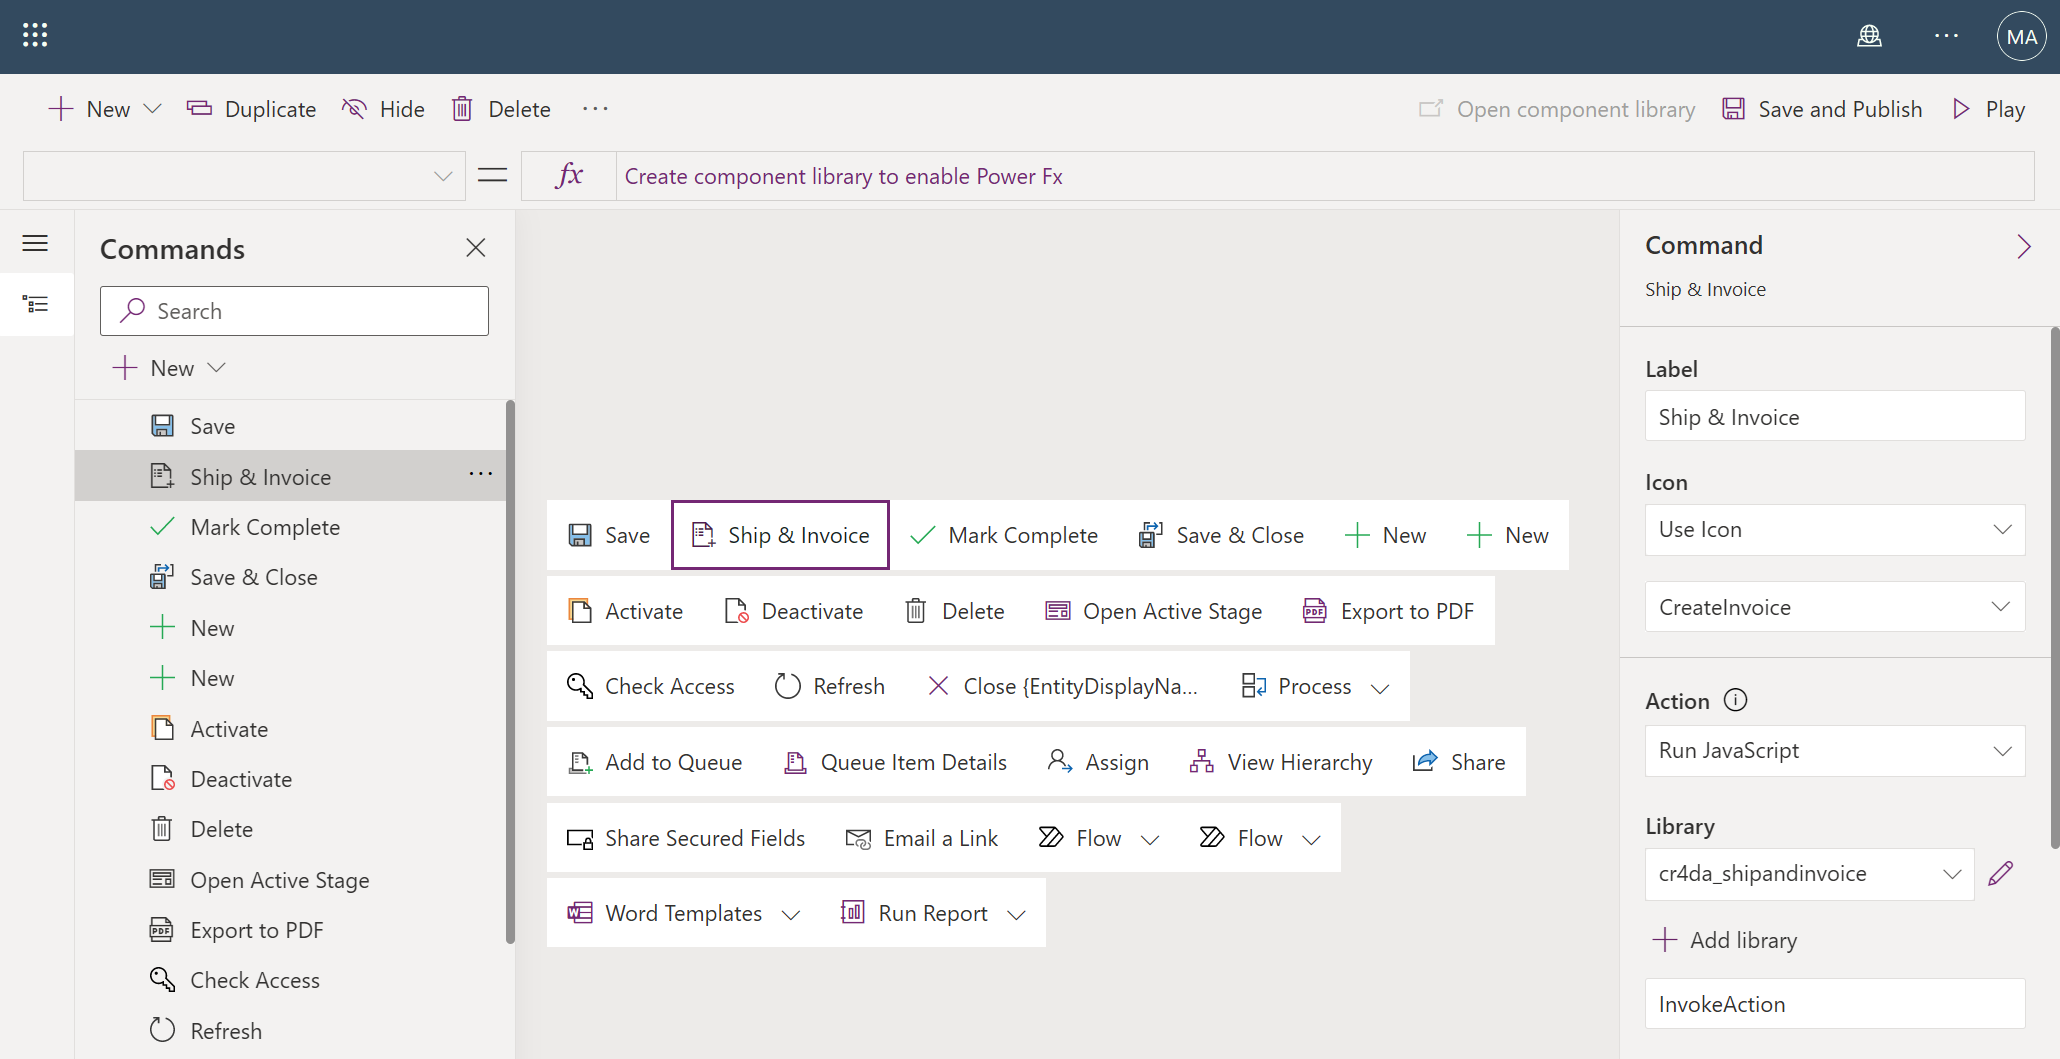 MA
New
Duplicate
Hide
Delete
Open component library
Save and Publish
Play
fx
Create component library to enable Power Fx
Commands
Search
New
Save
Ship & Invoice
Mark Complete
Save & Close
New
New
Activate
Deactivate
Delete
Open Active Stage
Export to PDF
Check Access
Refresh
Save Ship & Invoice Mark Complete Save & Close New New
Activate Deactivate Delete Open Active Stage Export to PDF
Check Access Refresh Close {EntityDisplayNa... Process
Add to Queue Queue Item Details Assign View Hierarchy Share
Share Secured Fields Email a Link Flow Flow
Word Templates Run Report
Command
Ship & Invoice
Label
Ship & Invoice
Icon
Use Icon
CreateInvoice
Action
Run JavaScript
Library
cr4da_shipandinvoice
Add library
InvokeAction